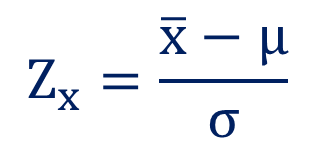 Zₓ = (x̄ − μ) / σ